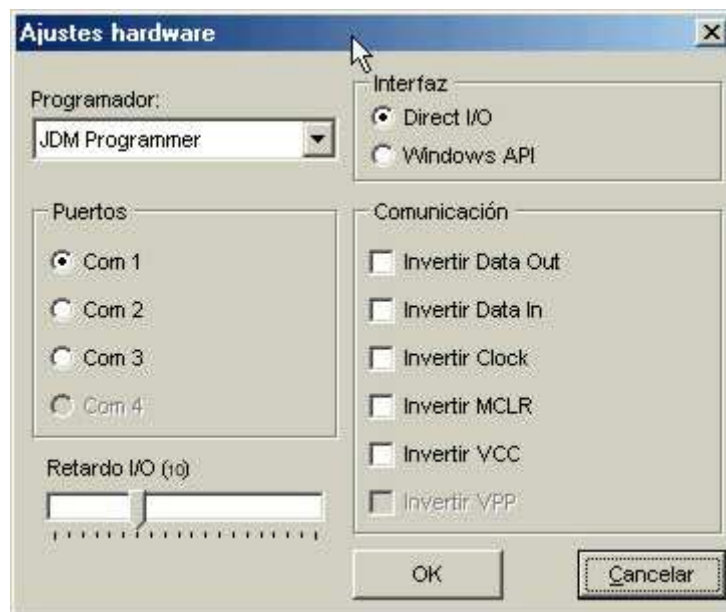 Ajustes hardware
Programador:
JDM Programmer
Interfaz
Direct I/O
Windows API
Puertos
Com 1
Com 2
Com 3
Com 4
Comunicación
Invertir Data Out
Invertir Data In
Invertir Clock
Invertir MCLR
Invertir VCC
Invertir VPP
Retardo I/O (10)
OK
Cancelar